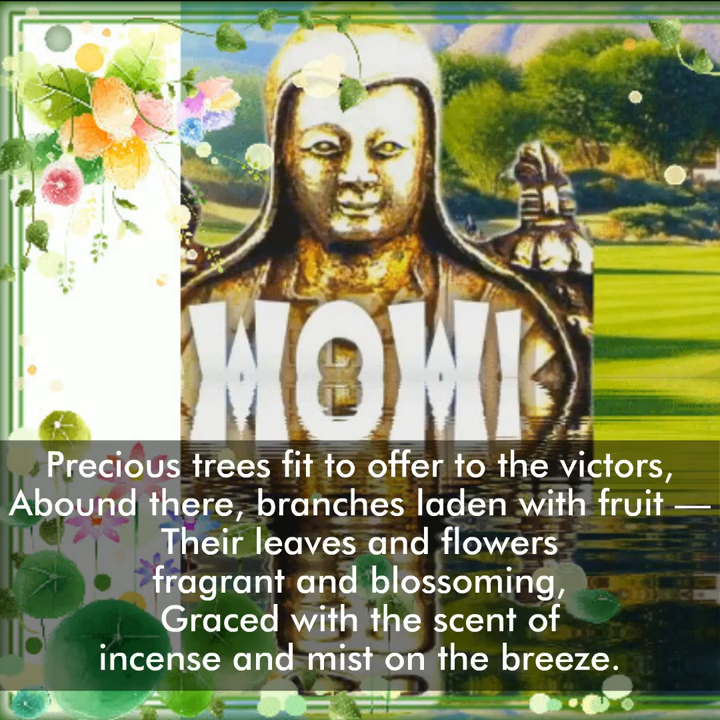 WOWI
Precious trees fit to offer to the victors,
Abound there, branches laden with fruit —
Their leaves and flowers
fragrant and blossoming,
Graced with the scent of
incense and mist on the breeze.